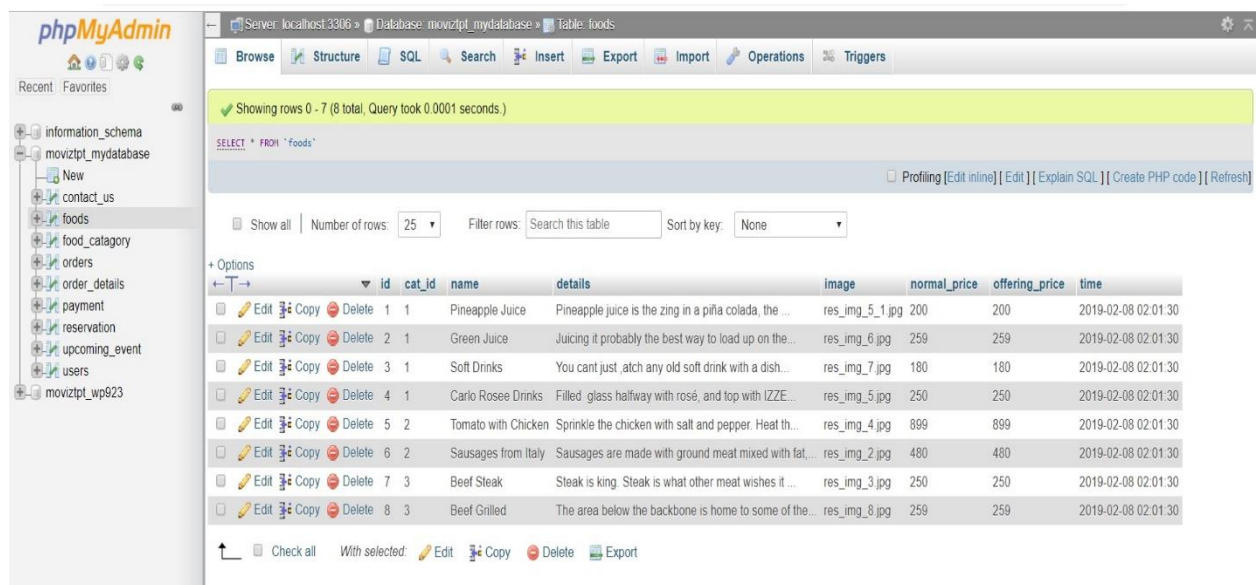 phpMyAdmin
Recent Favorites
information_schema
moviztpt_mydatabase
New
contact_us
foods
food_catagory
orders
order_details
payment
reservation
upcoming_event
users
moviztpt_wp923
Server: localhost:3306 » Database: moviztpt_mydatabase » Table: foods
Browse Structure SQL Search Insert Export Import Operations Triggers
Showing rows 0 - 7 (8 total, Query took 0.0001 seconds.)
SELECT * FROM `foods`
Profiling [Edit inline] [ Edit ] [ Explain SQL ] [ Create PHP code ] [ Refresh]
Show all | Number of rows: 25 Filter rows: Search this table Sort by key: None
+ Options
←T→ id cat_id name details image normal_price offering_price time
Edit Copy Delete 1 1 Pineapple Juice Pineapple juice is the zing in a piña colada, the ... res_img_5_1.jpg 200 200 2019-02-08 02:01:30
Edit Copy Delete 2 1 Green Juice Juicing it probably the best way to load up on the... res_img_6.jpg 259 259 2019-02-08 02:01:30
Edit Copy Delete 3 1 Soft Drinks You cant just ,atch any old soft drink with a dish... res_img_7.jpg 180 180 2019-02-08 02:01:30
Edit Copy Delete 4 1 Carlo Rosee Drinks Filled glass halfway with rosé, and top with IZZE... res_img_5.jpg 250 250 2019-02-08 02:01:30
Edit Copy Delete 5 2 Tomato with Chicken Sprinkle the chicken with salt and pepper. Heat th... res_img_4.jpg 899 899 2019-02-08 02:01:30
Edit Copy Delete 6 2 Sausages from Italy Sausages are made with ground meat mixed with fat,... res_img_2.jpg 480 480 2019-02-08 02:01:30
Edit Copy Delete 7 3 Beef Steak Steak is king. Steak is what other meat wishes it ... res_img_3.jpg 250 250 2019-02-08 02:01:30
Edit Copy Delete 8 3 Beef Grilled The area below the backbone is home to some of the... res_img_8.jpg 259 259 2019-02-08 02:01:30
Check all With selected: Edit Copy Delete Export